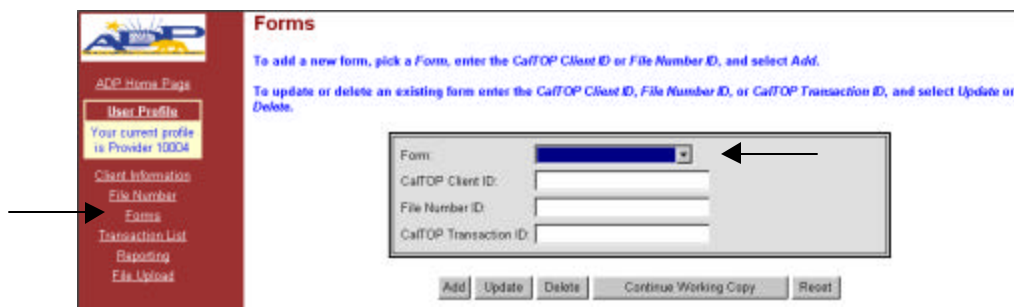 ADP
ADP Home Page
User Profile
Your current profile
is Provider 10004
Client Information
File Number
Forms
Transaction List
Reporting
File Upload
Forms
To add a new form, pick a Form, enter the CalTOP Client ID or File Number ID, and select Add.
To update or delete an existing form enter the CalTOP Client ID, File Number ID, or CalTOP Transaction ID, and select Update or
Delete.
Form:
CalTOP Client ID:
File Number ID:
CalTOP Transaction ID:
Add Update Delete Continue Working Copy Reset